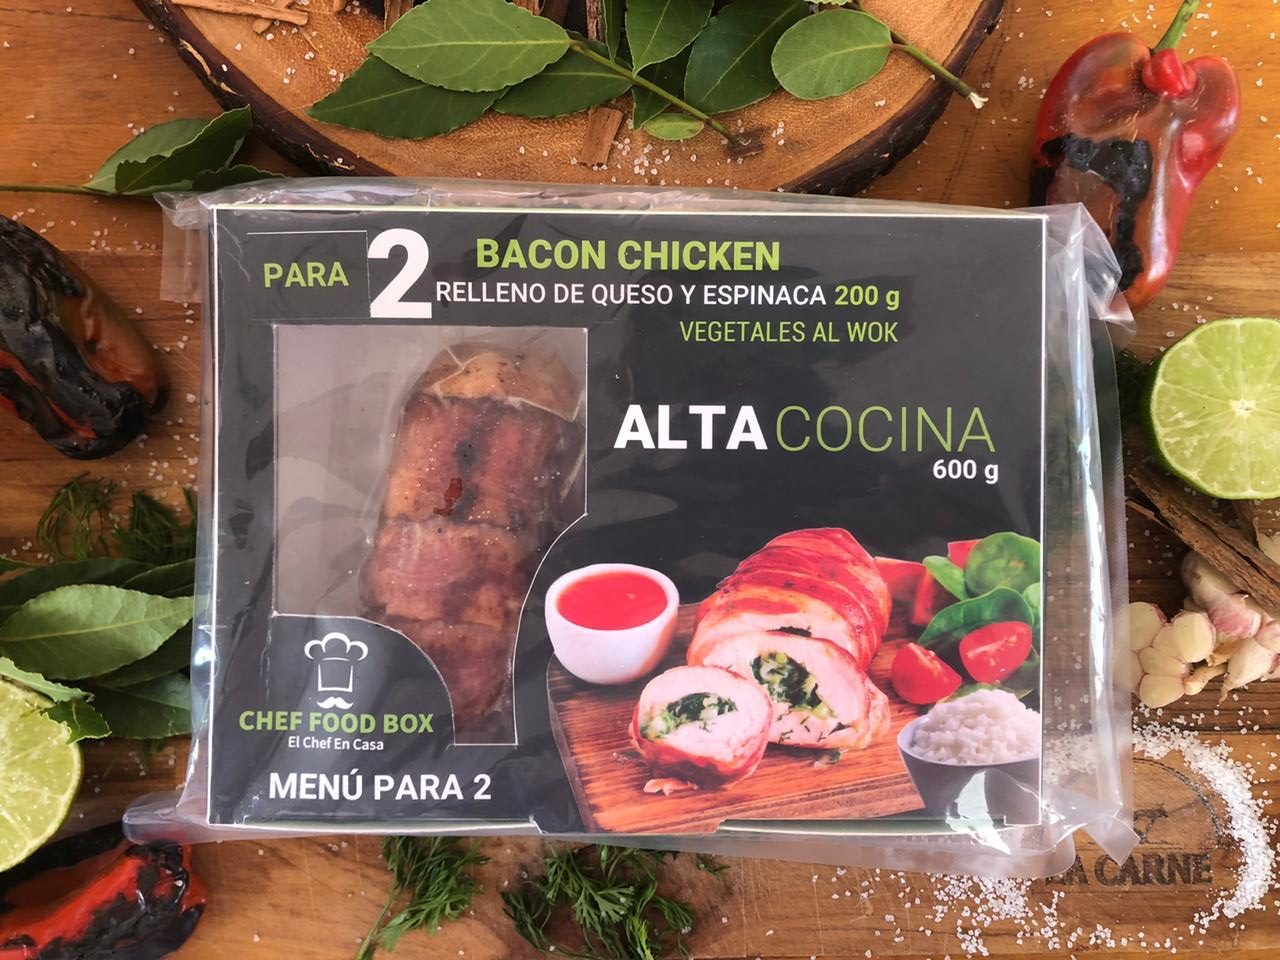 PARA 2
BACON CHICKEN
RELLENO DE QUESO Y ESPINACA 200 g
VEGETALES AL WOK
ALTA COCINA
600 g
CHEF FOOD BOX
El Chef En Casa
MENÚ PARA 2
CARNE